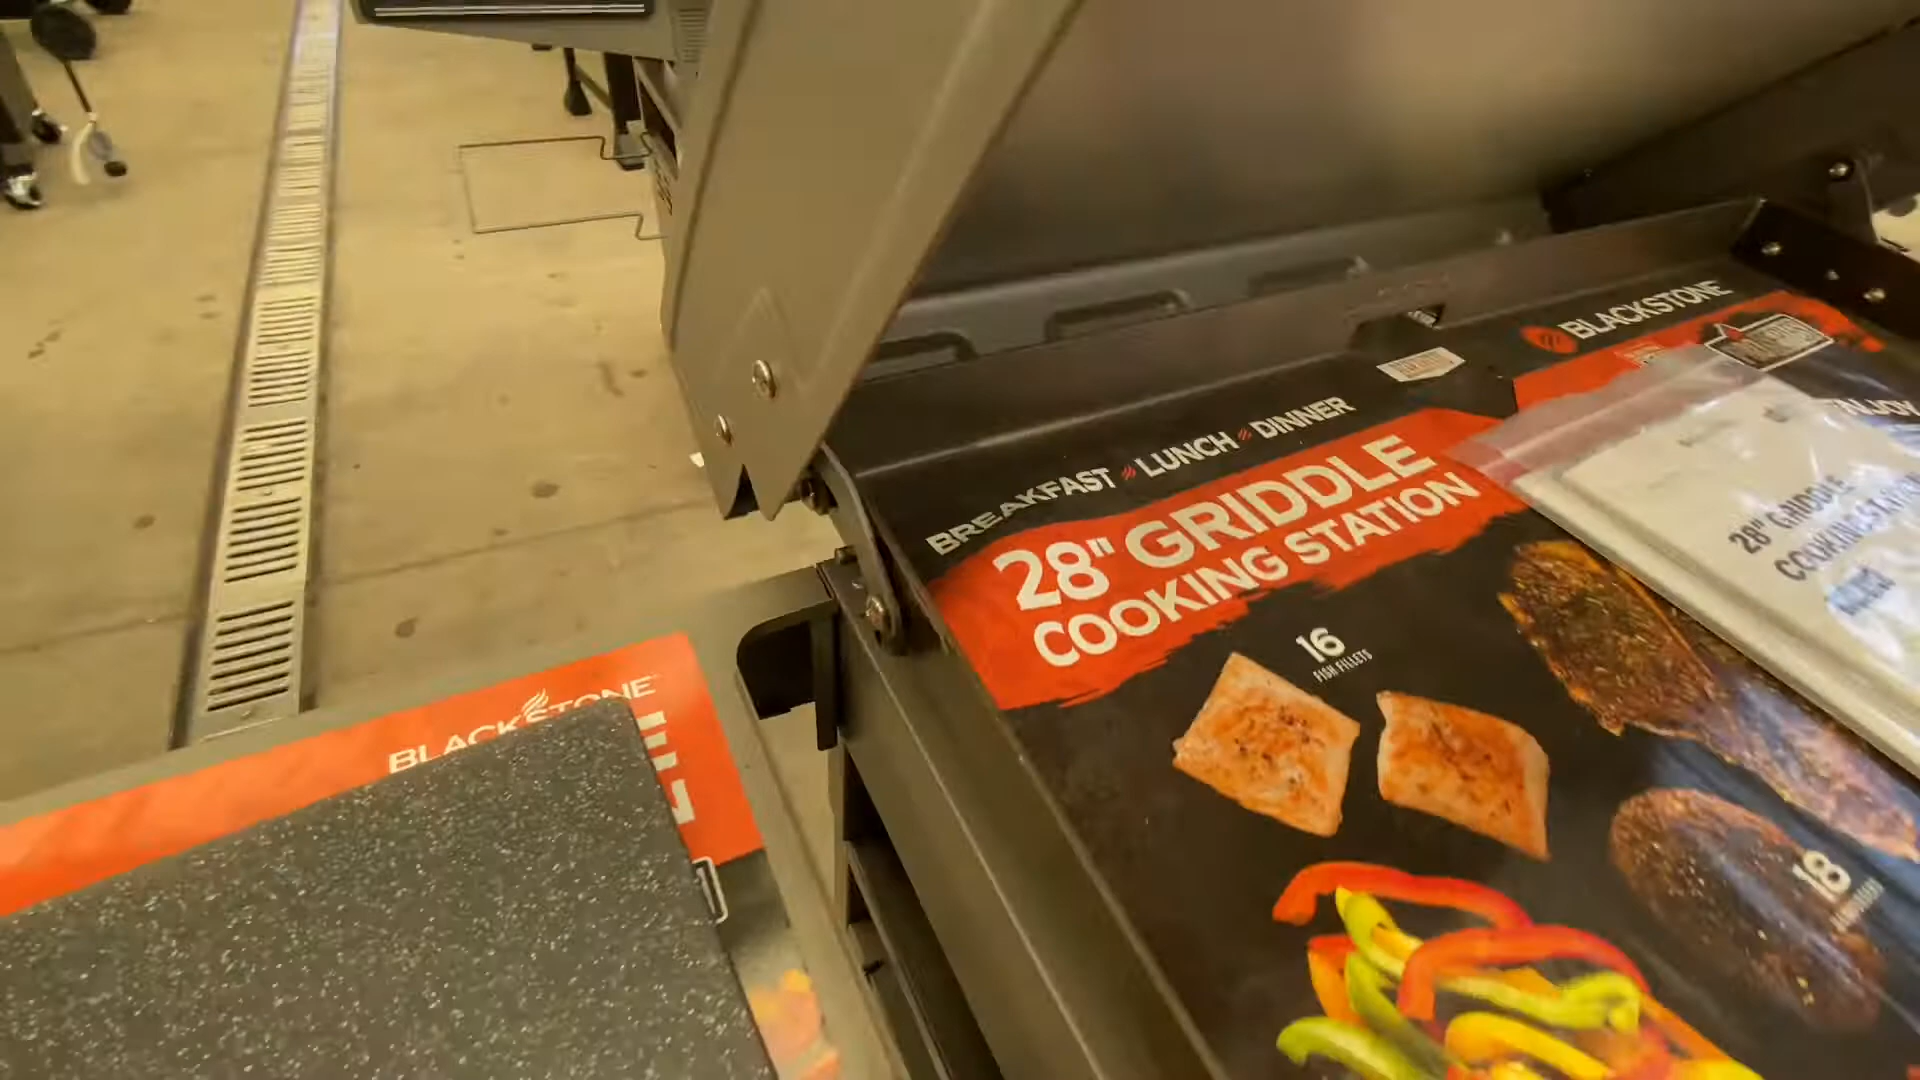 BLACKSTONE
BREAKFAST LUNCH DINNER
28" GRIDDLE
COOKING STATION
16
FISH FILLETS
28" GRIDDLE
COOKING STATION
18
BLACKSTONE